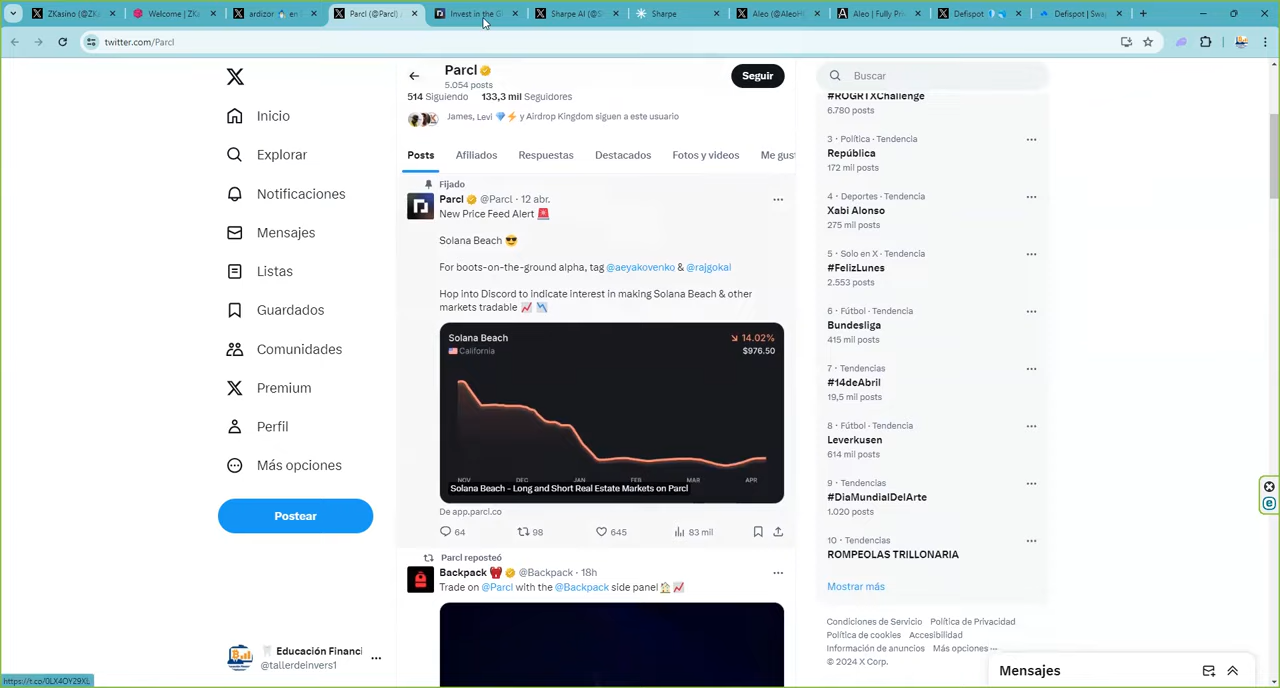 ZKasino (@ZK
Welcome | ZK
ardizor 🐧 en
Parcl (@Parcl)
Invest in the G
Sharpe AI (@S
Sharpe
Aleo (@AleoH
Aleo | Fully Pri
Defispot
Defispot | Swa
twitter.com/Parcl
Parcl
5.054 posts
Seguir
514 Siguiendo 133,3 mil Seguidores
James, Levi 💎⚡ y Airdrop Kingdom siguen a este usuario
Posts Afiliados Respuestas Destacados Fotos y videos Me gust
Inicio
Explorar
Notificaciones
Mensajes
Listas
Guardados
Comunidades
Premium
Perfil
Más opciones
Postear
Educación Financi
@tallerdeinvers1
https://t.co/0LX4OY29XL
Fijado
Parcl @Parcl · 12 abr.
New Price Feed Alert 🚨
Solana Beach 😎
For boots-on-the-ground alpha, tag @aeyakovenko & @rajgokal
Hop into Discord to indicate interest in making Solana Beach & other
markets tradable 📈 📉
Solana Beach
California
↘ 14.02%
$976.50
NOV DEC JAN FEB MAR APR
Solana Beach - Long and Short Real Estate Markets on Parcl
De app.parcl.co
64 98 645 83 mil
Parcl reposteó
Backpack 🎒 @Backpack · 18h
Trade on @Parcl with the @Backpack side panel 🏠 📈
Buscar
#ROGRTXChallenge
6.780 posts
3 · Política · Tendencia
República
172 mil posts
4 · Deportes · Tendencia
Xabi Alonso
275 mil posts
5 · Solo en X · Tendencia
#FelizLunes
2.553 posts
6 · Fútbol · Tendencia
Bundesliga
415 mil posts
7 · Tendencias
#14deAbril
19,5 mil posts
8 · Fútbol · Tendencia
Leverkusen
614 mil posts
9 · Tendencias
#DiaMundialDelArte
1.020 posts
10 · Tendencias
ROMPEOLAS TRILLONARIA
Mostrar más
Condiciones de Servicio Política de Privacidad
Política de cookies Accesibilidad
Información de anuncios Más opciones ···
© 2024 X Corp.
Mensajes